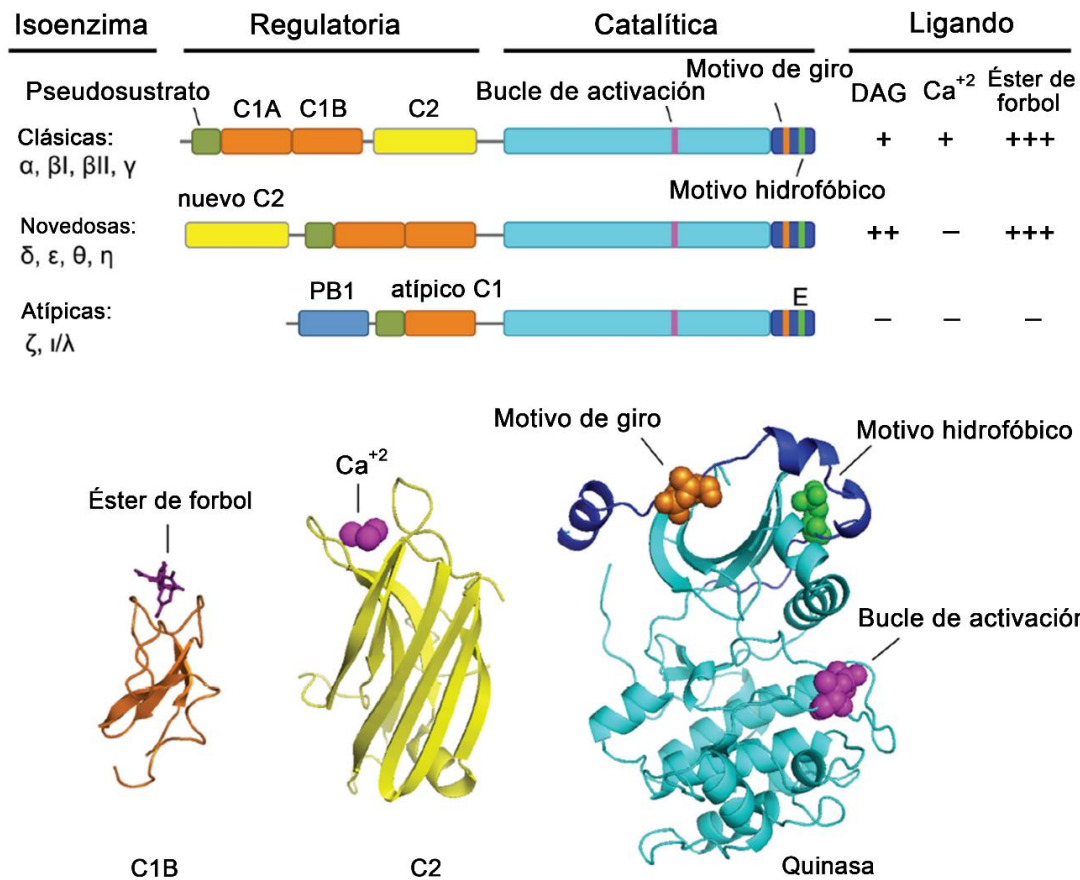 Isoenzima Regulatoria Catalítica Ligando
Pseudosustrato C1A C1B C2 Bucle de activación Motivo de giro DAG Ca+2 Éster de forbol
Clásicas: + + +++
α, βI, βII, γ
Motivo hidrofóbico
nuevo C2
Novedosas: ++ – +++
δ, ε, θ, η
PB1 atípico C1 E
Atípicas: – – –
ζ, ι/λ
Motivo de giro
Motivo hidrofóbico
Ca+2
Éster de forbol
Bucle de activación
C1B C2 Quinasa